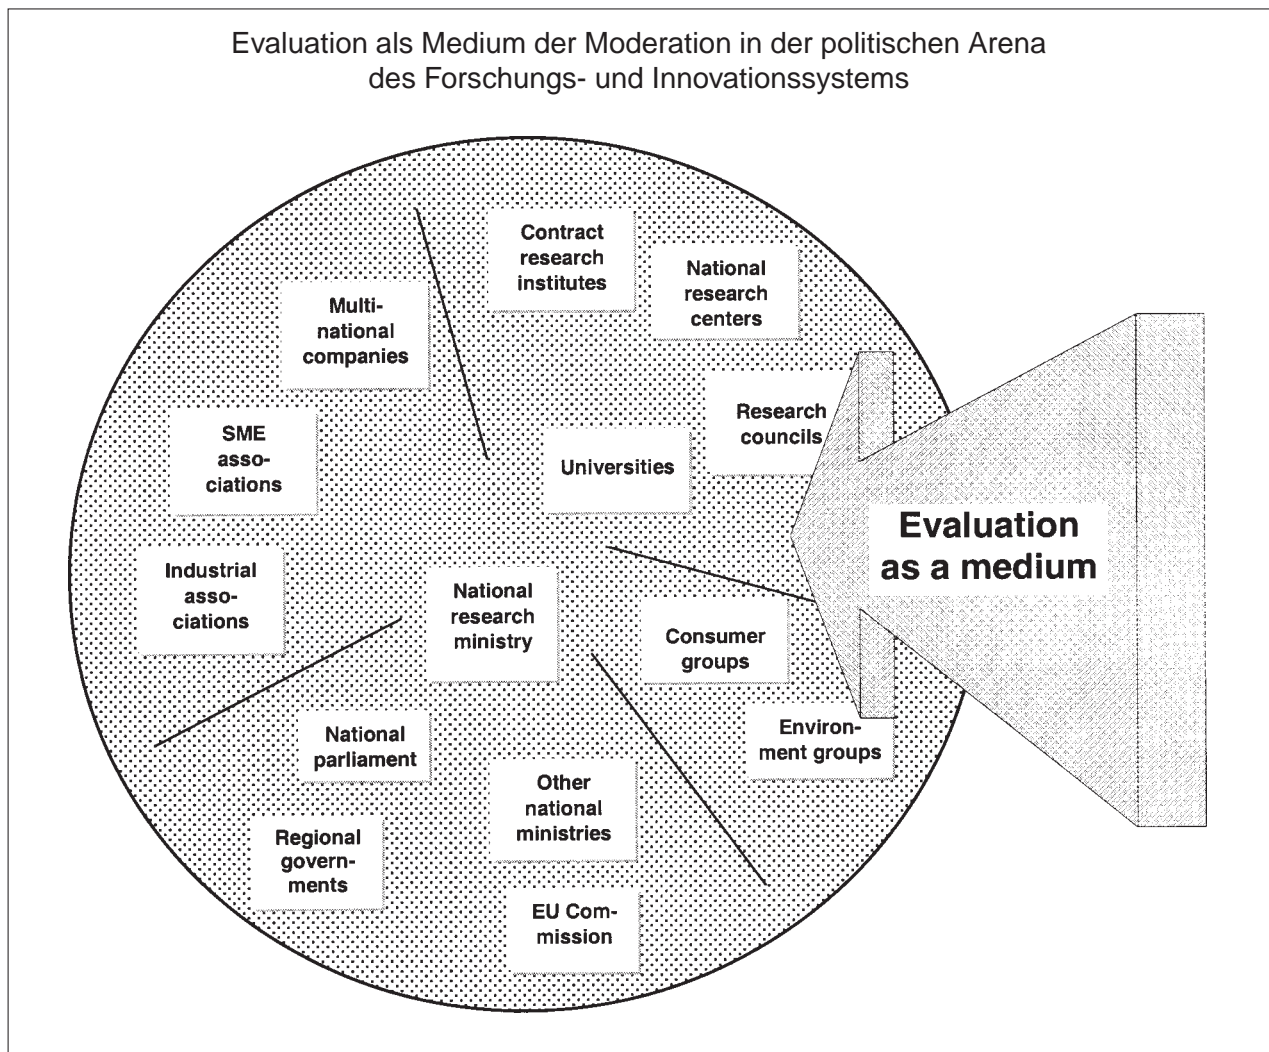 Evaluation als Medium der Moderation in der politischen Arena
des Forschungs- und Innovationssystems
Contract
research
institutes
National
research
centers
Multi-
national
companies
Research
councils
SME
asso-
ciations
Universities
Evaluation
as a medium
Industrial
asso-
ciations
National
research
ministry
Consumer
groups
National
parliament
Environ-
ment groups
Other
national
ministries
Regional
govern-
ments
EU Com-
mission